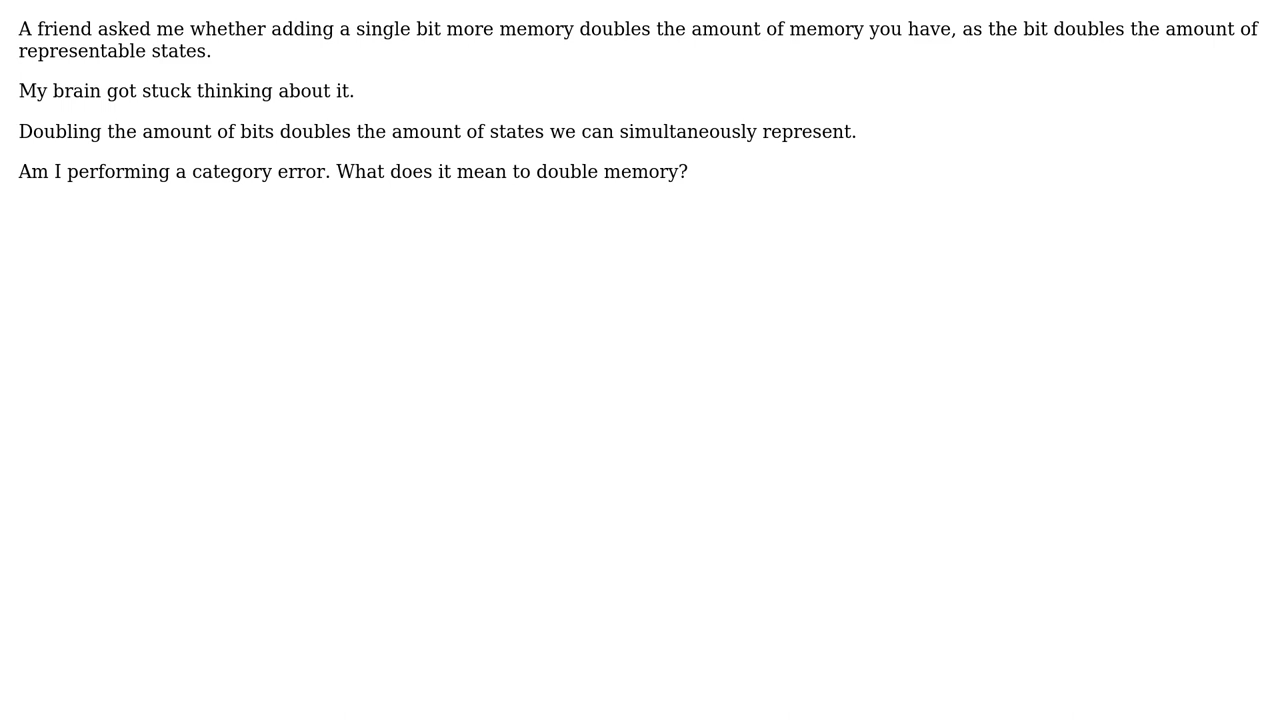 A friend asked me whether adding a single bit more memory doubles the amount of memory you have, as the bit doubles the amount of
representable states.
My brain got stuck thinking about it.
Doubling the amount of bits doubles the amount of states we can simultaneously represent.
Am I performing a category error. What does it mean to double memory?